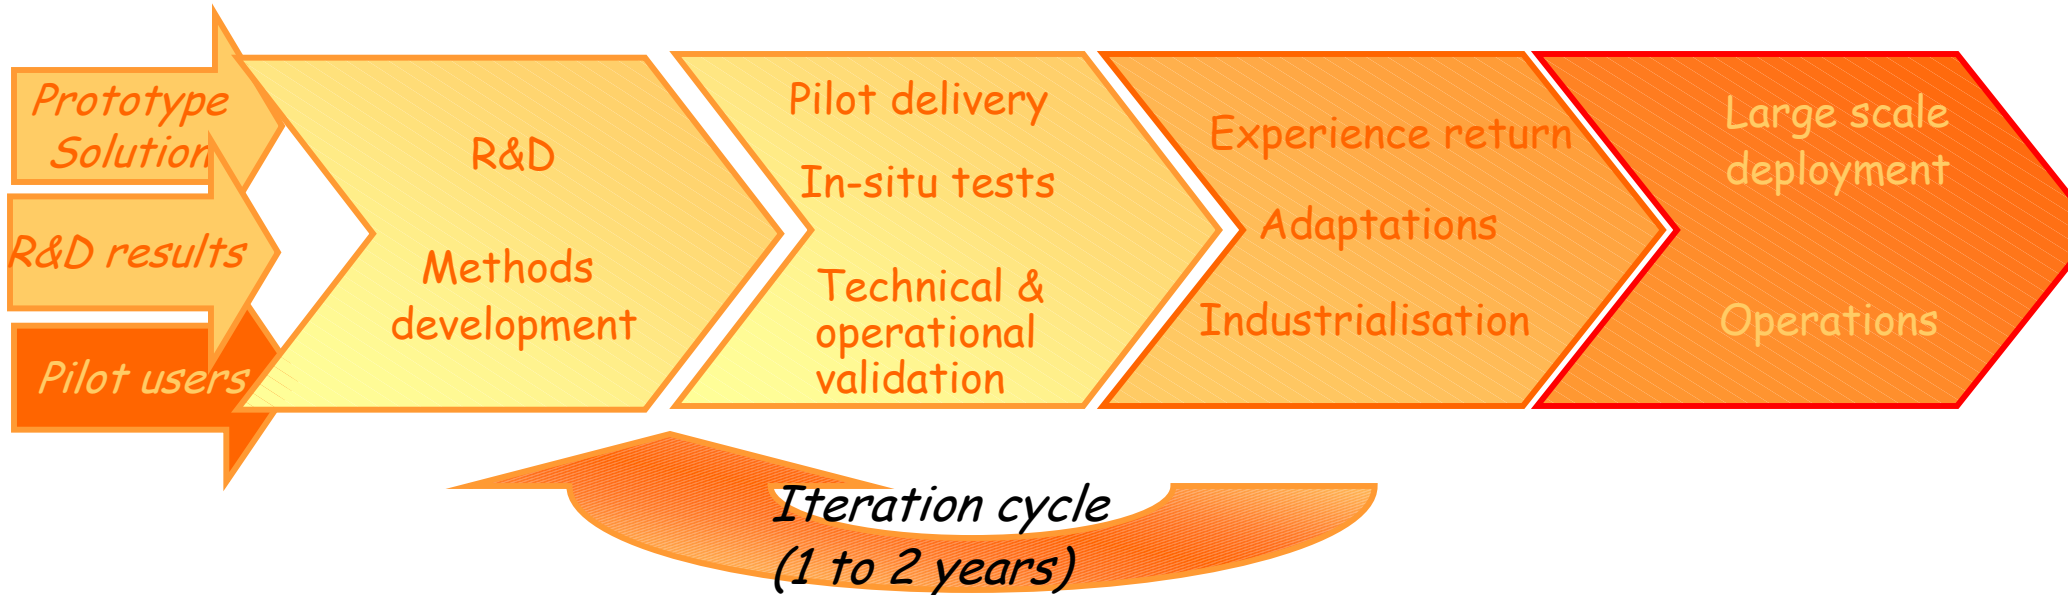 Prototype
Solution
R&D results
Pilot users
R&D
Methods
development
Pilot delivery
In-situ tests
Technical &
operational
validation
Experience return
Adaptations
Industrialisation
Large scale
deployment
Operations
Iteration cycle
(1 to 2 years)